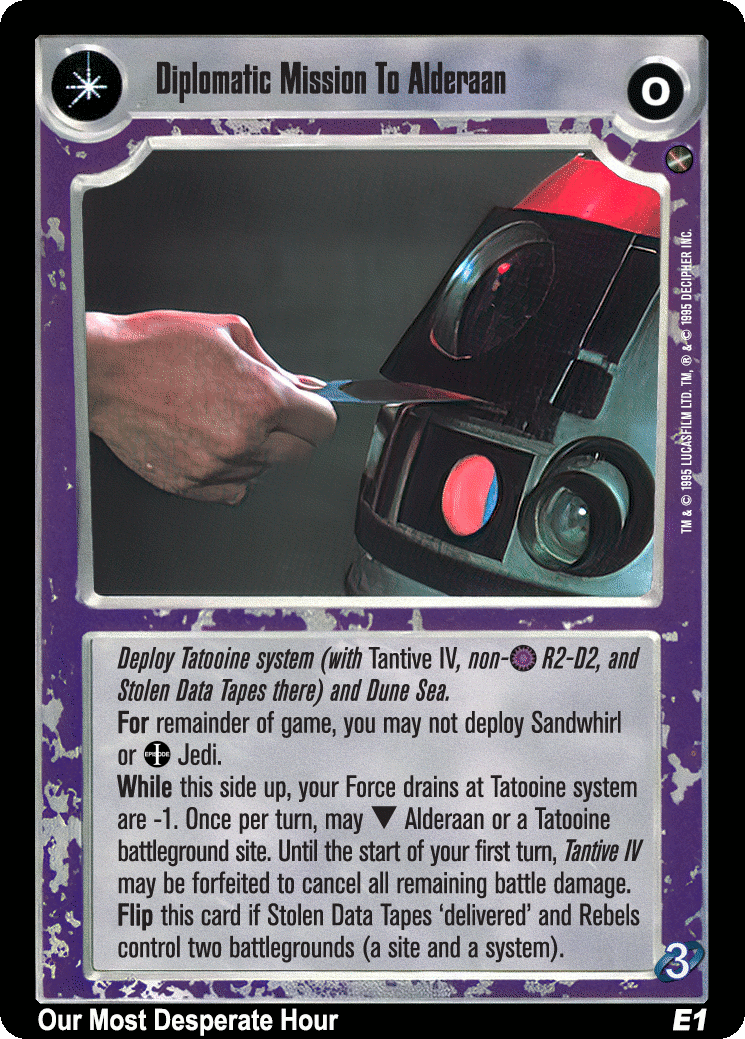 Diplomatic Mission To Alderaan
0
TM & © 1995 LUCASFILM LTD. TM, ® & © 1995 DECIPHER INC.
Deploy Tatooine system (with Tantive IV, non- R2-D2, and
Stolen Data Tapes there) and Dune Sea.
For remainder of game, you may not deploy Sandwhirl
or EPISODE I Jedi.
While this side up, your Force drains at Tatooine system
are -1. Once per turn, may ▼ Alderaan or a Tatooine
battleground site. Until the start of your first turn, Tantive IV
may be forfeited to cancel all remaining battle damage.
Flip this card if Stolen Data Tapes ‘delivered’ and Rebels
control two battlegrounds (a site and a system).
3
Our Most Desperate Hour E1